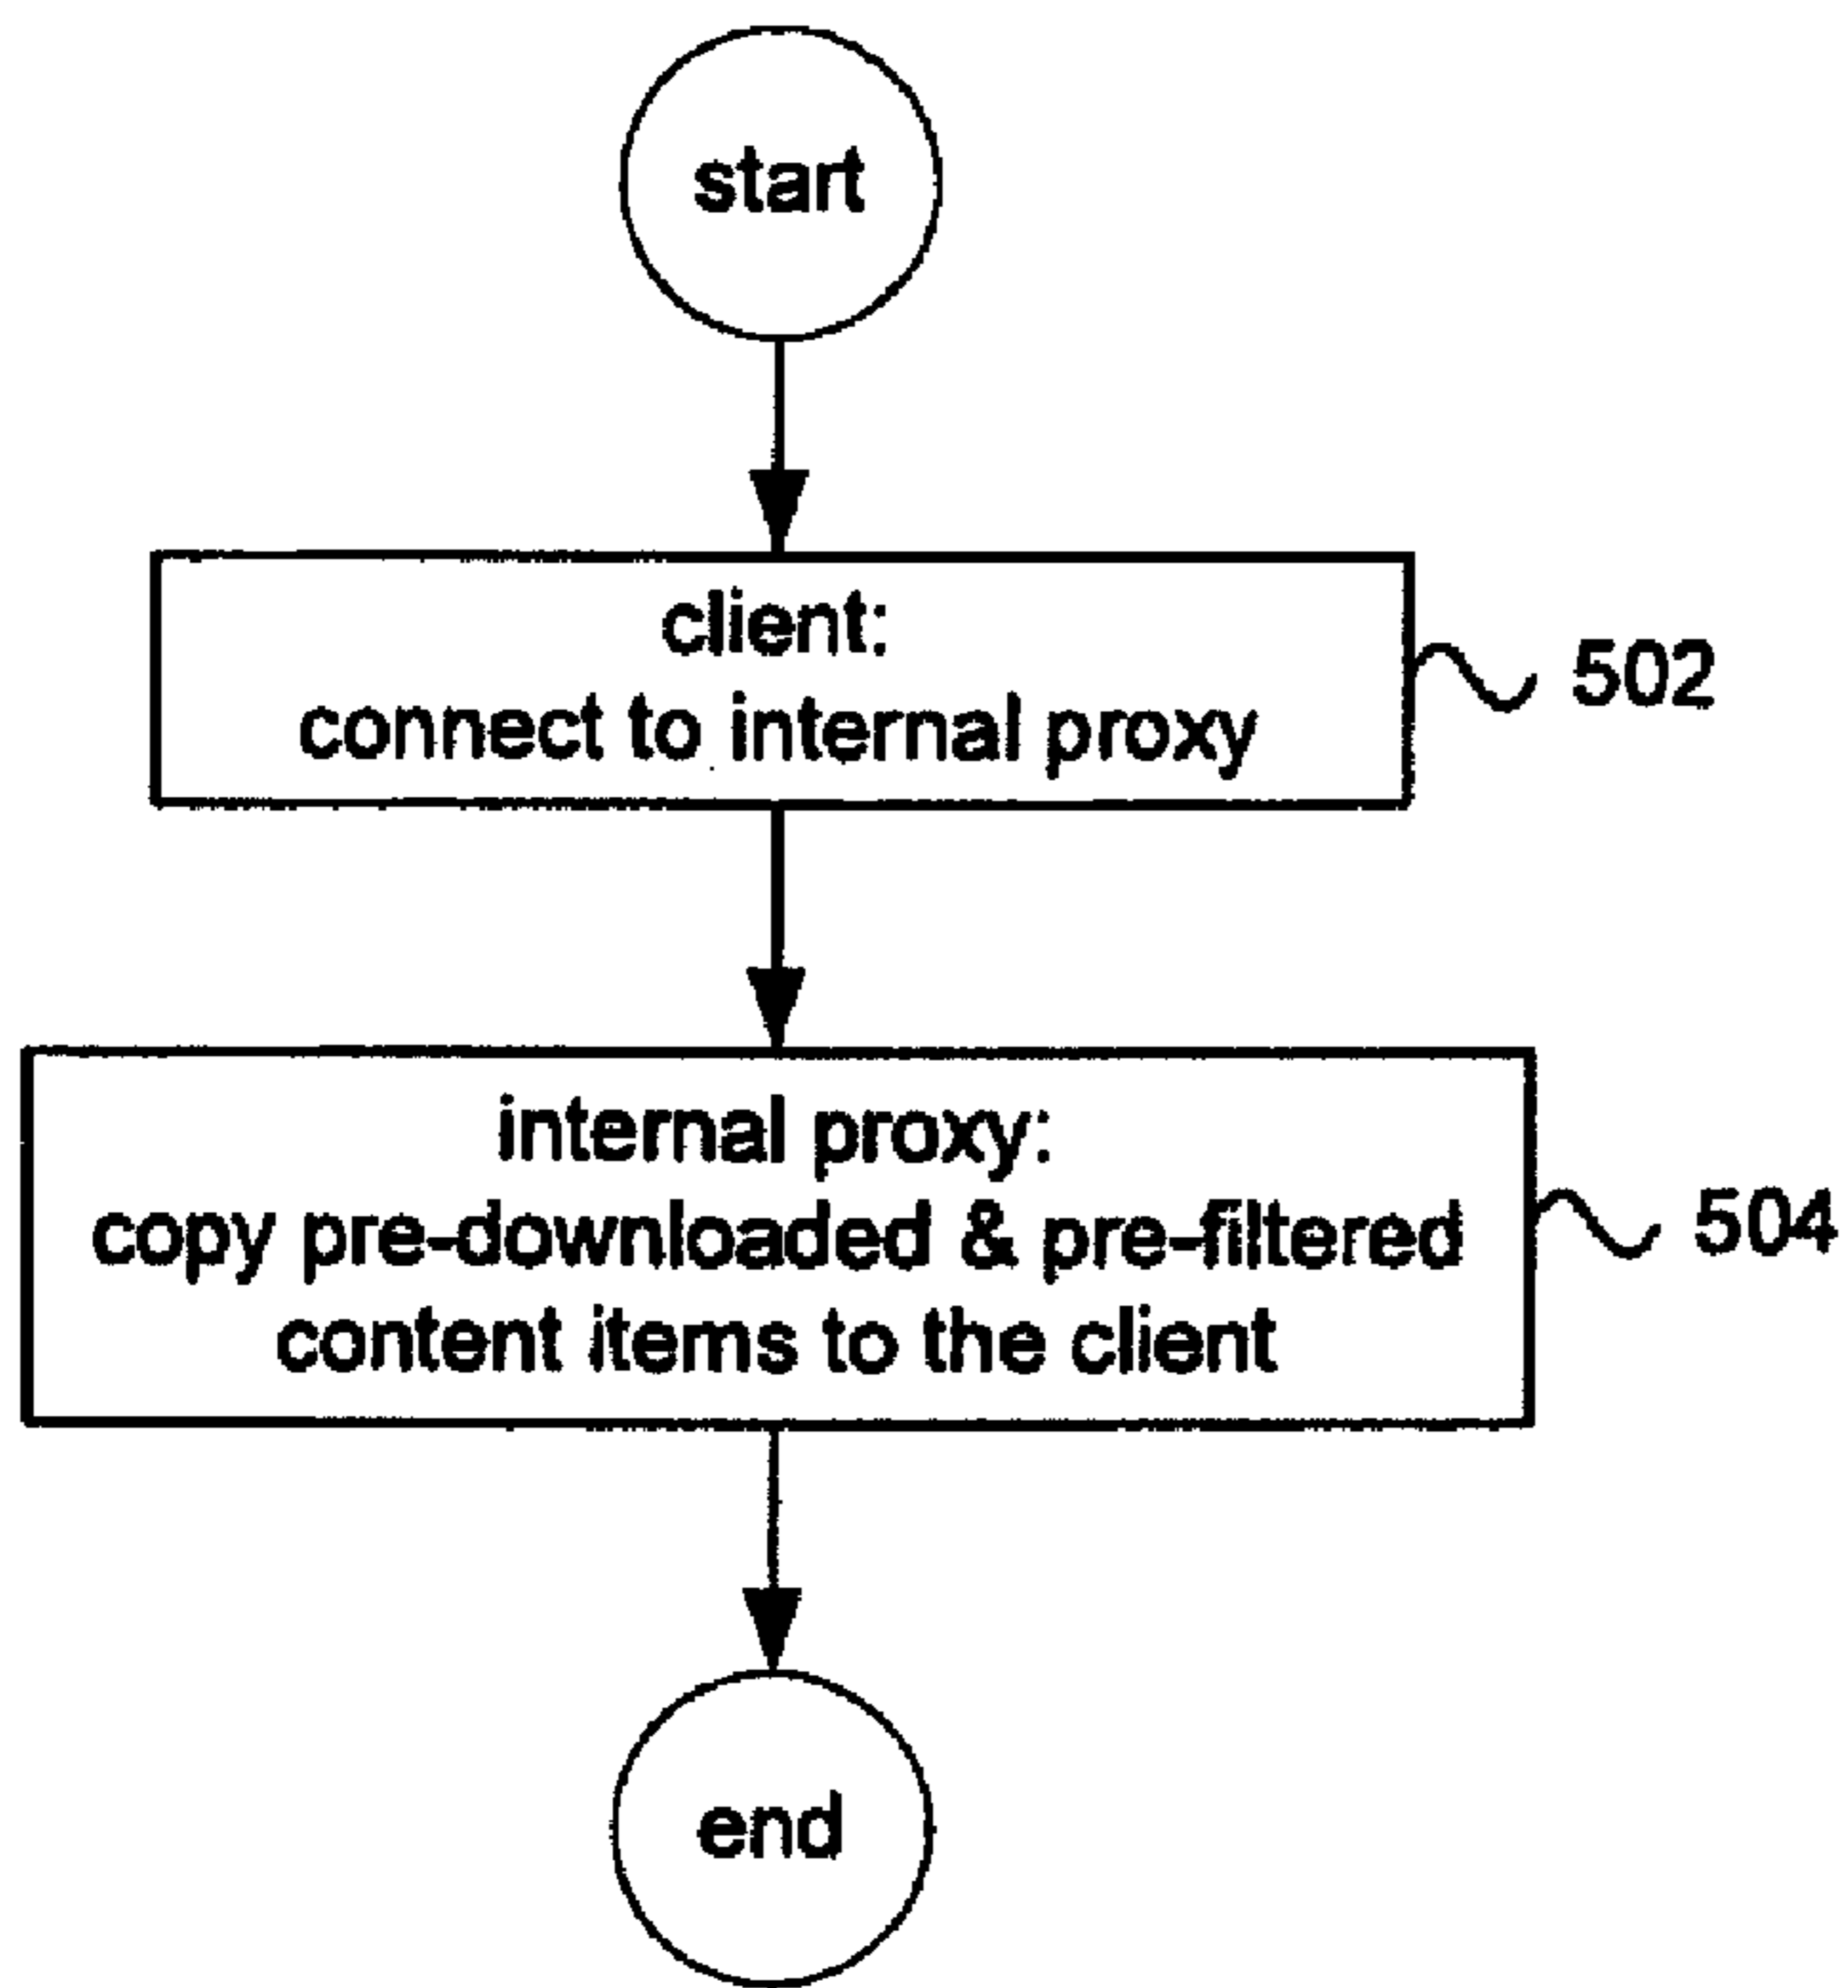 start
client:
connect to internal proxy
502
internal proxy:
copy pre-downloaded & pre-filtered
content items to the client
504
end